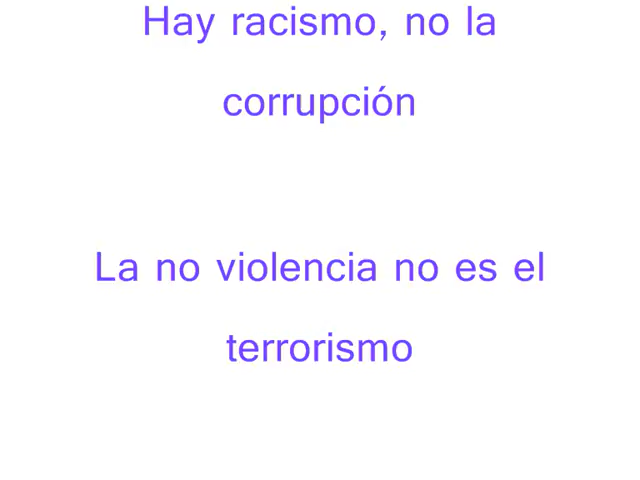 Hay racismo, no la
corrupción
La no violencia no es el
terrorismo